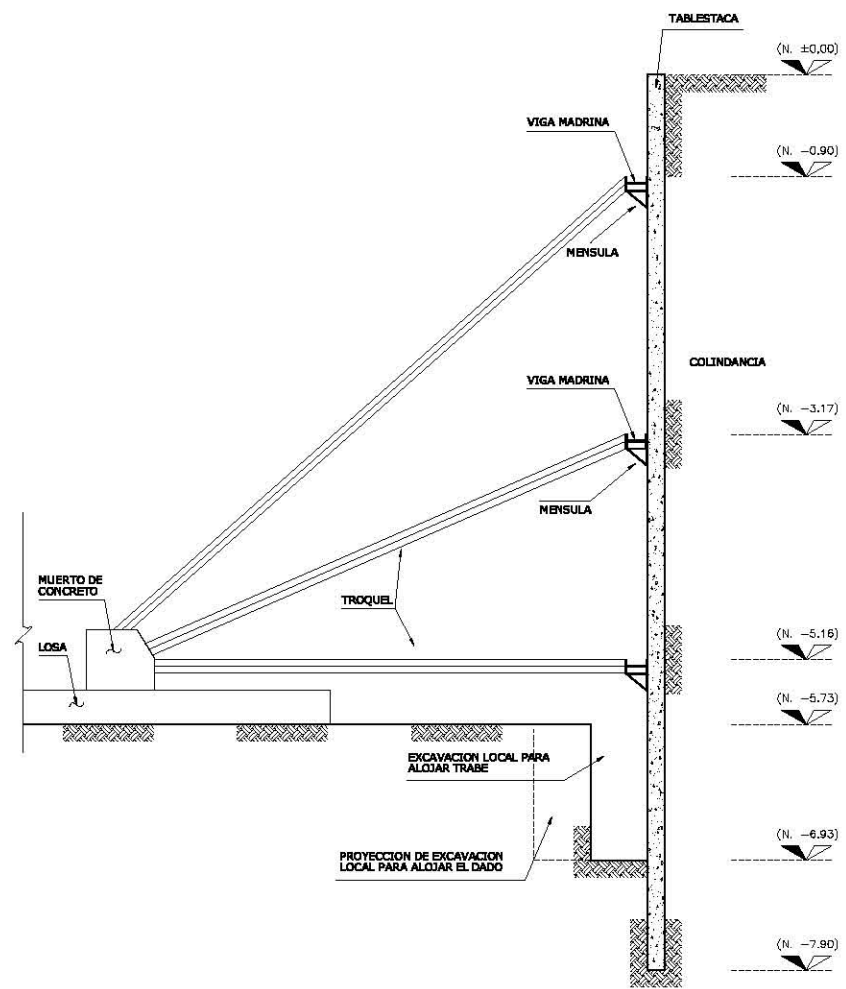 TABLESTACA
(N. ±0,00)
VIGA MADRINA
(N. −0.90)
MENSULA
COLINDANCIA
VIGA MADRINA
(N. −3.17)
MENSULA
MUERTO DE
CONCRETO
TROQUEL
LOSA
(N. −5.16)
(N. −5.73)
EXCAVACION LOCAL PARA
ALOJAR TRABE
(N. −6.93)
PROYECCION DE EXCAVACION
LOCAL PARA ALOJAR EL DADO
(N. −7.90)